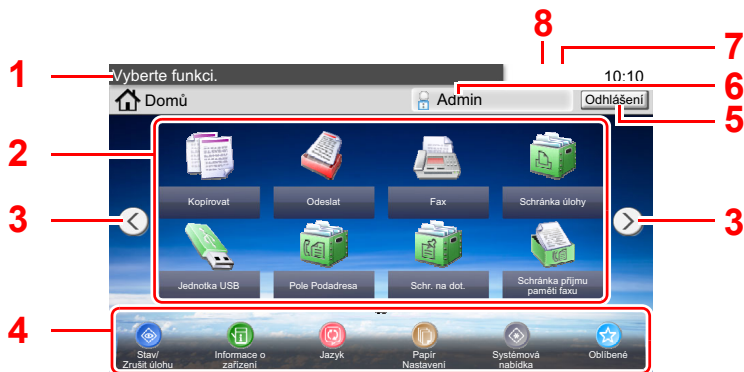 8
7
1
Vyberte funkci.
10:10
6
Domů
Admin
Odhlášení
5
2
Kopírovat
Odeslat
Fax
Schránka úlohy
3
3
Jednotka USB
Pole Podadresa
Schr. na dot.
Schránka příjmu
paměti faxu
4
Stav/
Zrušit úlohu
Informace o
zařízení
Jazyk
Papír
Nastavení
Systémová
nabídka
Oblíbené